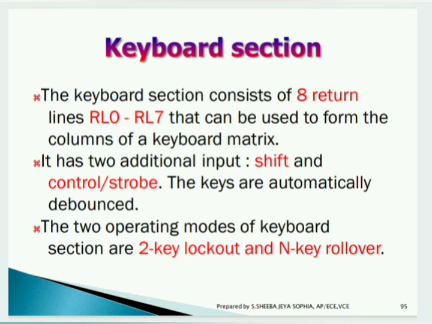 Keyboard section
⌘The keyboard section consists of 8 return
lines RL0 - RL7 that can be used to form the
columns of a keyboard matrix.
⌘It has two additional input : shift and
control/strobe. The keys are automatically
debounced.
⌘The two operating modes of keyboard
section are 2-key lockout and N-key rollover.
Prepared by S.SHEEBA JEYA SOPHIA, AP/ECE,VCE 95